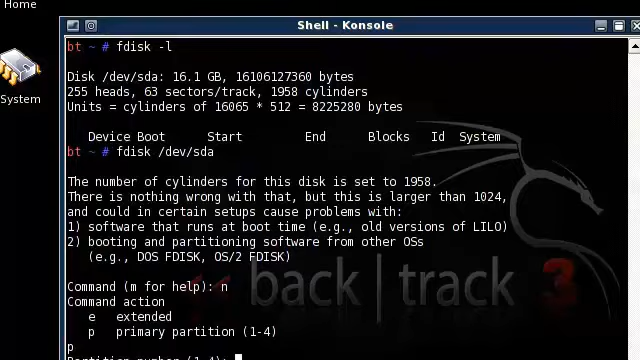 Home
Shell - Konsole
System
bt ~ # fdisk -l
Disk /dev/sda: 16.1 GB, 16106127360 bytes
255 heads, 63 sectors/track, 1958 cylinders
Units = cylinders of 16065 * 512 = 8225280 bytes
Device Boot Start End Blocks Id System
bt ~ # fdisk /dev/sda
The number of cylinders for this disk is set to 1958.
There is nothing wrong with that, but this is larger than 1024,
and could in certain setups cause problems with:
1) software that runs at boot time (e.g., old versions of LILO)
2) booting and partitioning software from other OSs
(e.g., DOS FDISK, OS/2 FDISK)
Command (m for help): n
Command action
e extended
p primary partition (1-4)
p
Partition number (1-4):
back | track 3